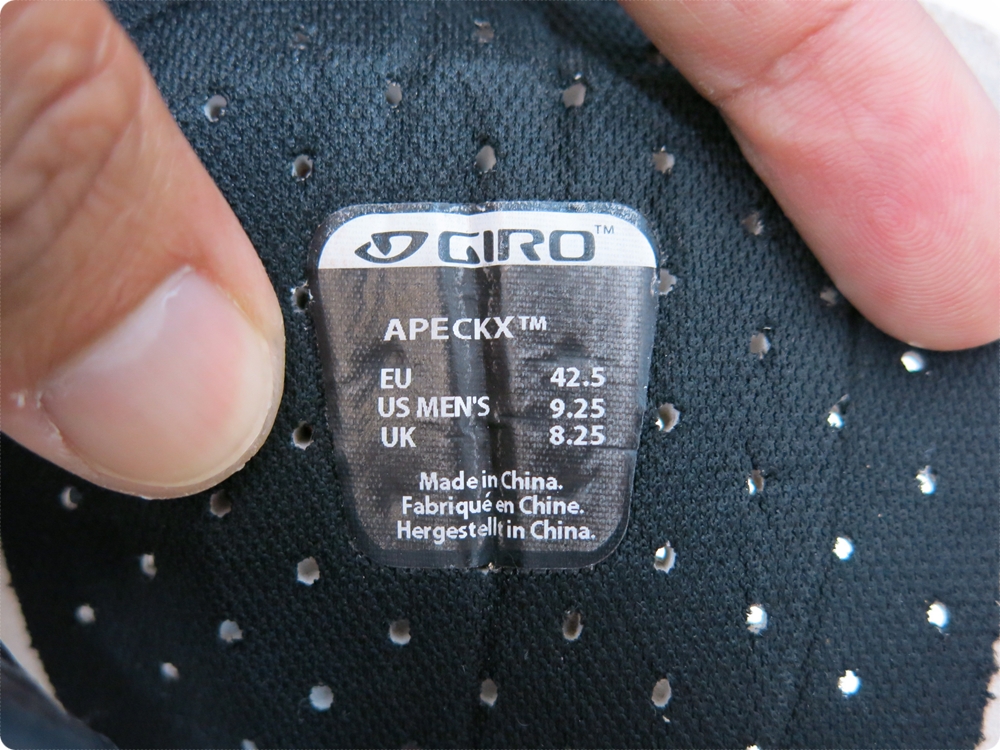 GIRO™
APECKX™
EU 42.5
US MEN'S 9.25
UK 8.25
Made in China.
Fabriqué en Chine.
Hergestellt in China.